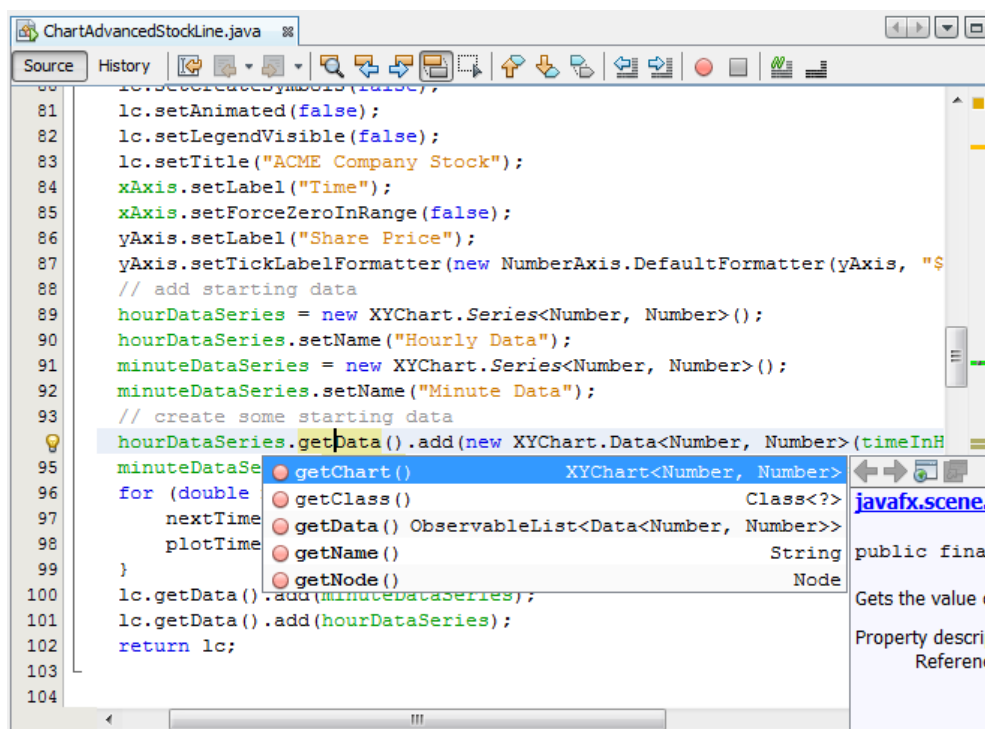 ChartAdvancedStockLine.java
Source History
81 lc.setAnimated(false);
82 lc.setLegendVisible(false);
83 lc.setTitle("ACME Company Stock");
84 xAxis.setLabel("Time");
85 xAxis.setForceZeroInRange(false);
86 yAxis.setLabel("Share Price");
87 yAxis.setTickLabelFormatter(new NumberAxis.DefaultFormatter(yAxis, "$
88 // add starting data
89 hourDataSeries = new XYChart.Series<Number, Number>();
90 hourDataSeries.setName("Hourly Data");
91 minuteDataSeries = new XYChart.Series<Number, Number>();
92 minuteDataSeries.setName("Minute Data");
93 // create some starting data
hourDataSeries.getData().add(new XYChart.Data<Number, Number>(timeInH
95 minuteDataSe
96 for (double
97 nextTime
98 plotTime
99 }
100 lc.getData().add(minuteDataSeries);
101 lc.getData().add(hourDataSeries);
102 return lc;
103
104
getChart() XYChart<Number, Number>
getClass() Class<?>
getData() ObservableList<Data<Number, Number>>
getName() String
getNode() Node
javafx.scene.
public fina
Gets the value
Property descri
Referenc